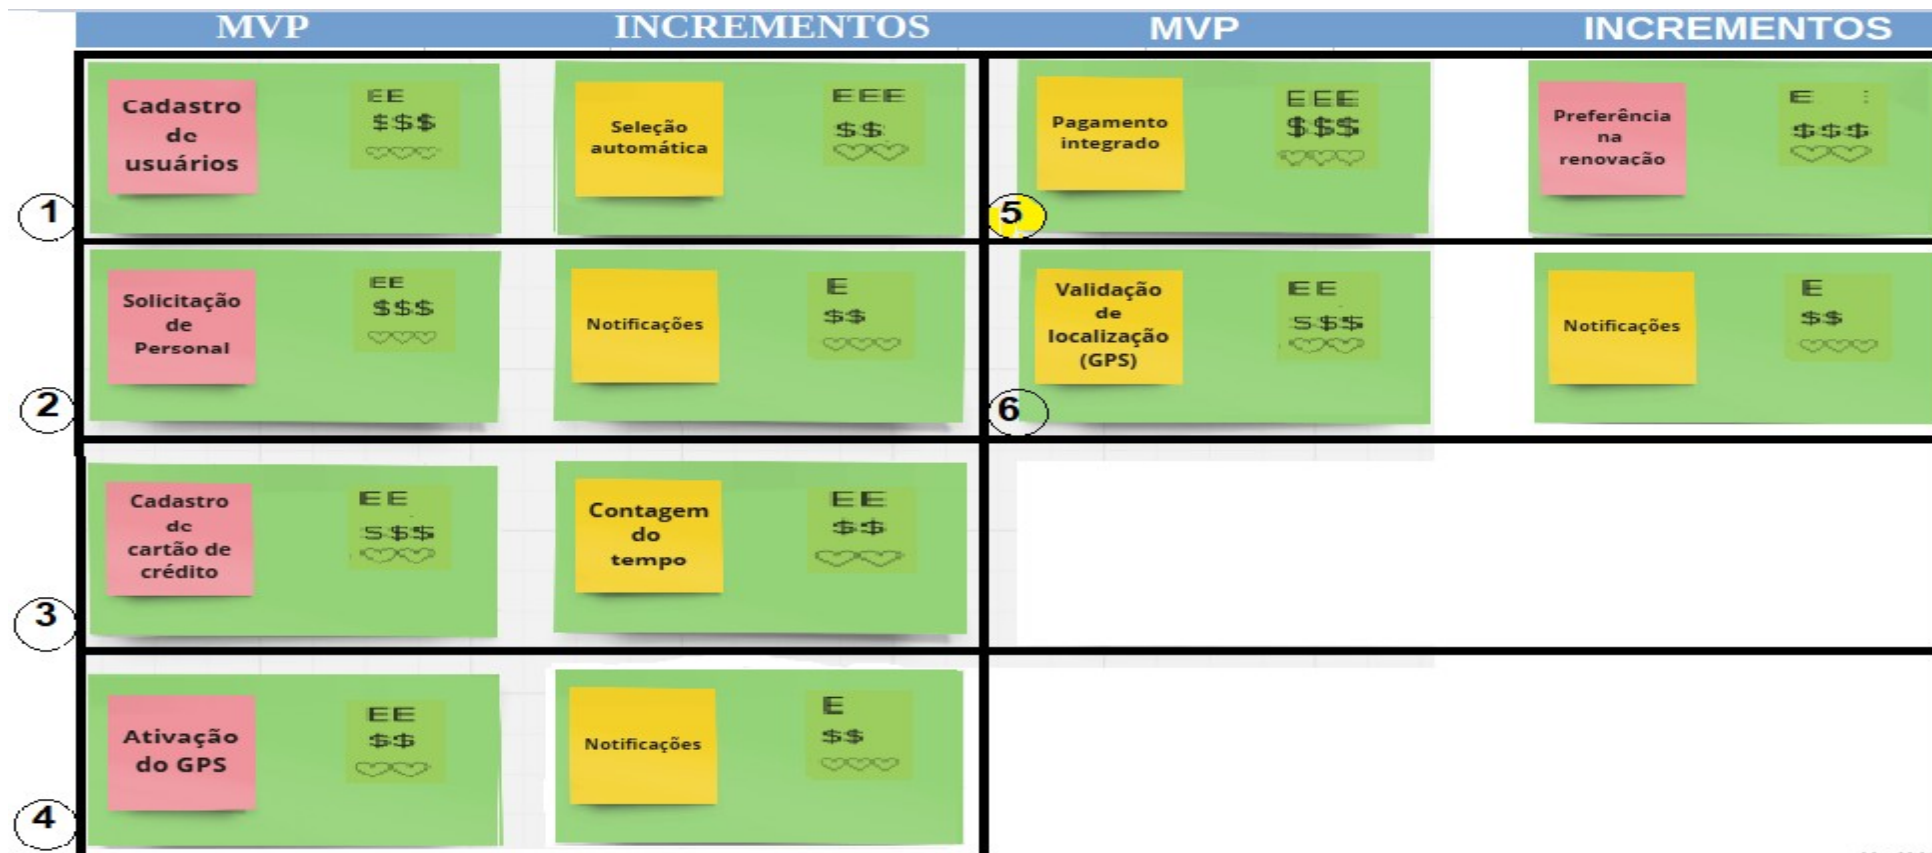 MVP
INCREMENTOS
MVP
INCREMENTOS
1
Cadastro
de
usuários
EE
$$$
Seleção
automática
EEE
$$
5
Pagamento
integrado
EEE
$$$
Preferência
na
renovação
E
$$$
2
Solicitação
de
Personal
EE
$$$
Notificações
E
$$
6
Validação
de
localização
(GPS)
EE
S$$
Notificações
E
$$
3
Cadastro
de
cartão de
crédito
EE
S$$
Contagem
do
tempo
EE
$$
4
Ativação
do GPS
EE
$$
Notificações
E
$$